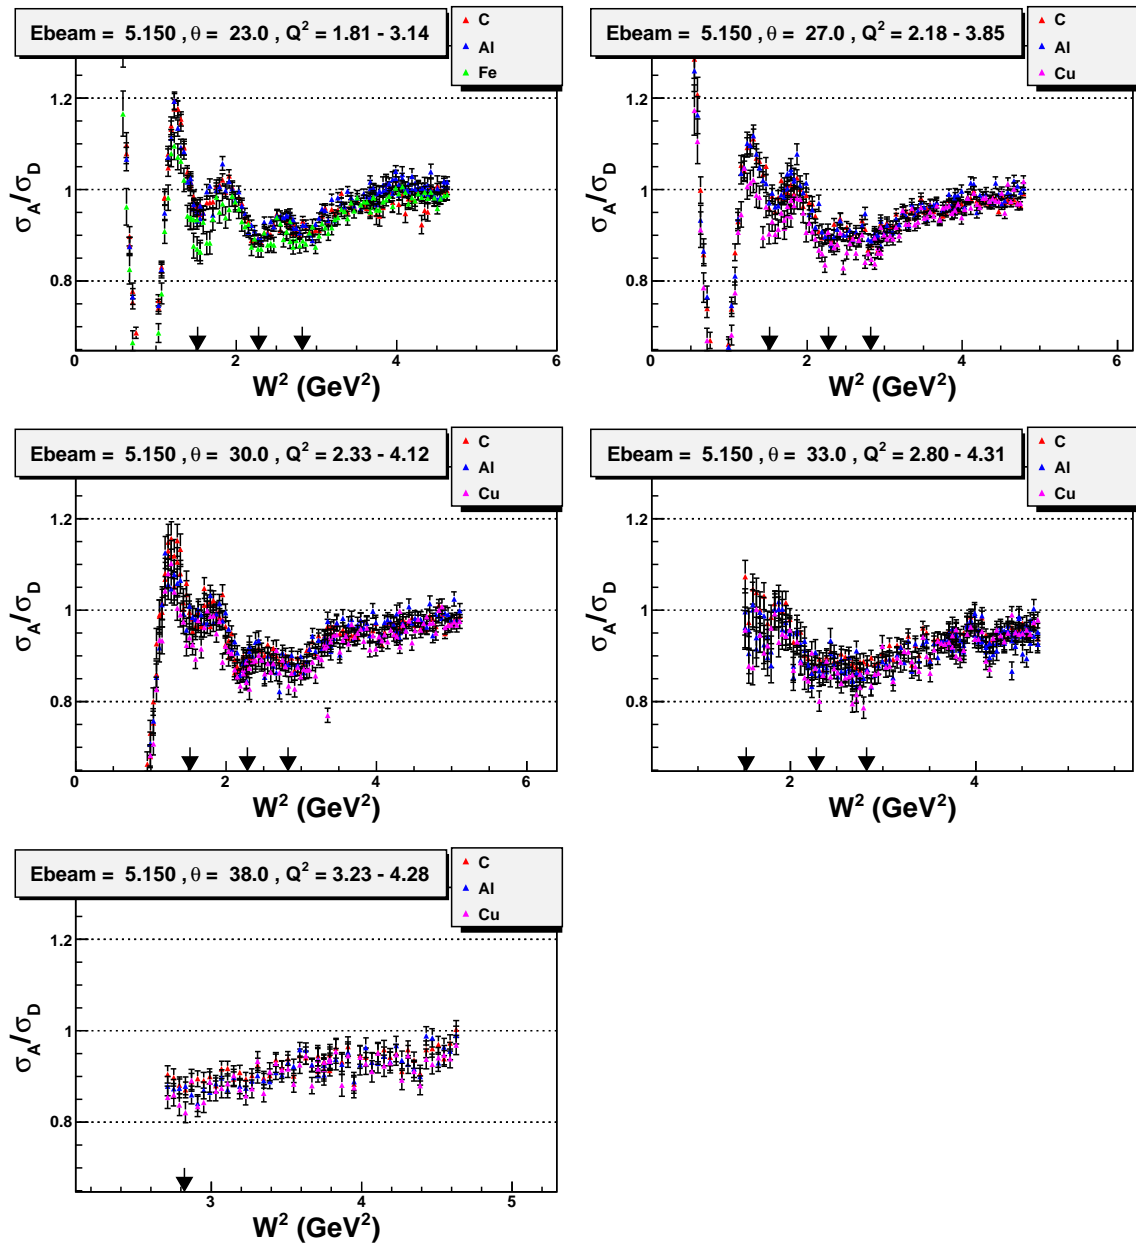 Ebeam = 5.150 , θ = 23.0 , Q² = 1.81 - 3.14
C
Al
Fe
σA/σD
1.2
1
0.8
0 2 4 6
W² (GeV²)
Ebeam = 5.150 , θ = 27.0 , Q² = 2.18 - 3.85
C
Al
Cu
σA/σD
1.2
1
0.8
0 2 4 6
W² (GeV²)
Ebeam = 5.150 , θ = 30.0 , Q² = 2.33 - 4.12
C
Al
Cu
σA/σD
1.2
1
0.8
0 2 4 6
W² (GeV²)
Ebeam = 5.150 , θ = 33.0 , Q² = 2.80 - 4.31
C
Al
Cu
σA/σD
1.2
1
0.8
2 4
W² (GeV²)
Ebeam = 5.150 , θ = 38.0 , Q² = 3.23 - 4.28
C
Al
Cu
σA/σD
1.2
1
0.8
3 4 5
W² (GeV²)